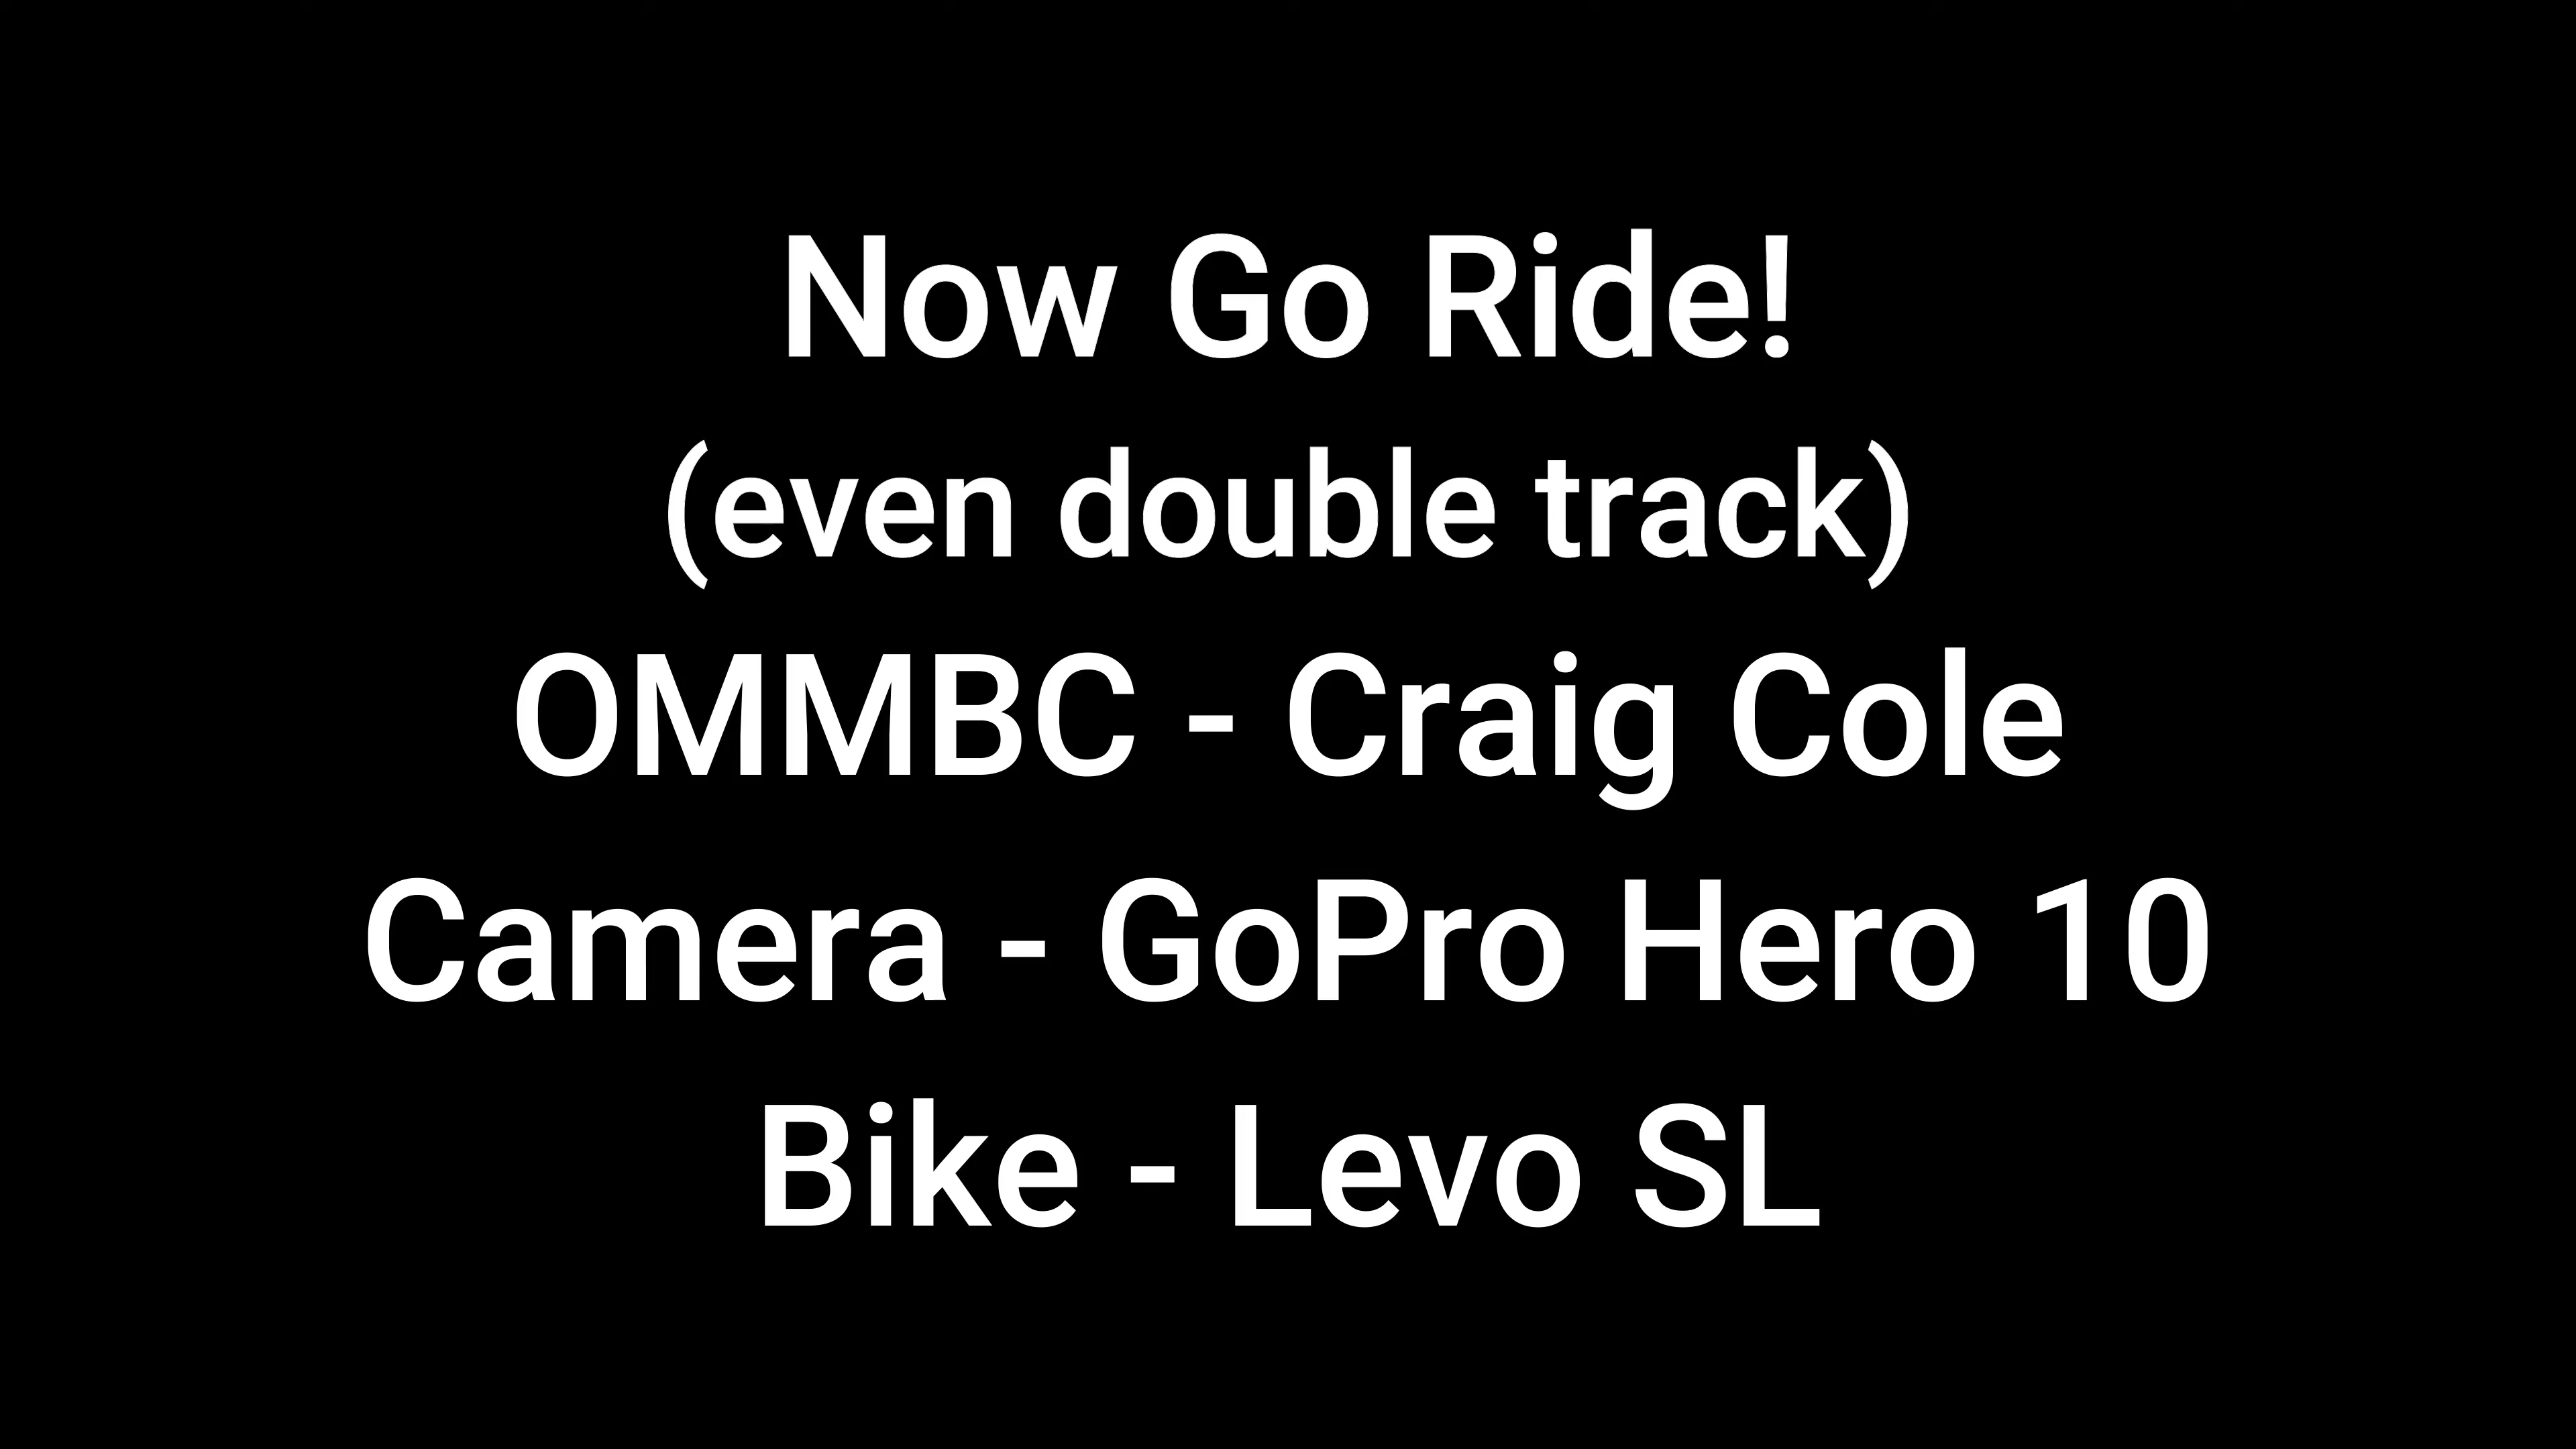 Now Go Ride!
(even double track)
OMMBC - Craig Cole
Camera - GoPro Hero 10
Bike - Levo SL